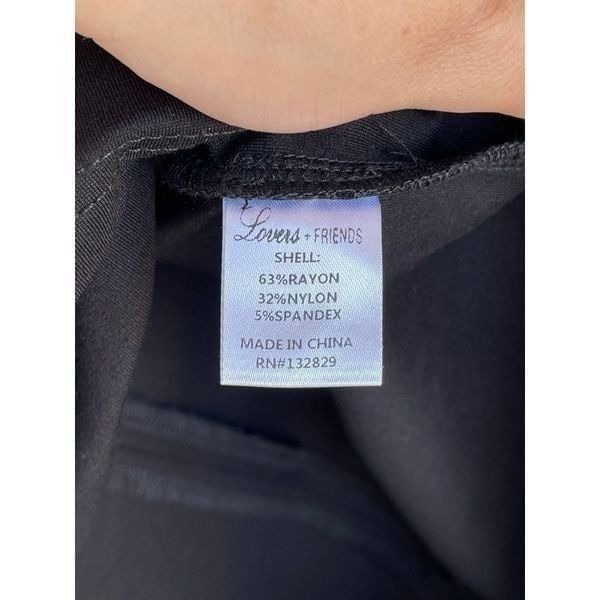 Lovers + FRIENDS
SHELL:
63%RAYON
32%NYLON
5%SPANDEX
MADE IN CHINA
RN#132829